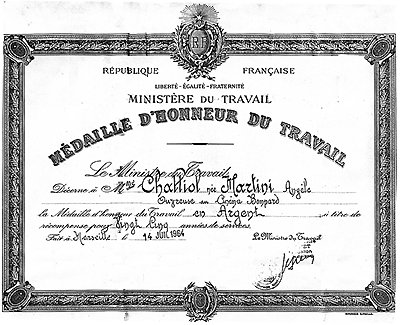 RF
RÉPUBLIQUE FRANÇAISE
LIBERTÉ-ÉGALITÉ-FRATERNITÉ
MINISTÈRE DU TRAVAIL
MÉDAILLE D'HONNEUR DU TRAVAIL
Le Ministre du Travail
Décerne à Mme Challiol née Martini Angèle
Ouvreuse au Cinéma Bompard
la Médaille d'honneur du Travail en Argent à titre de
récompense pour Vingt Cinq années de services.
Fait à Marseille le 14 JUIL 1964 Le Ministre du Travail